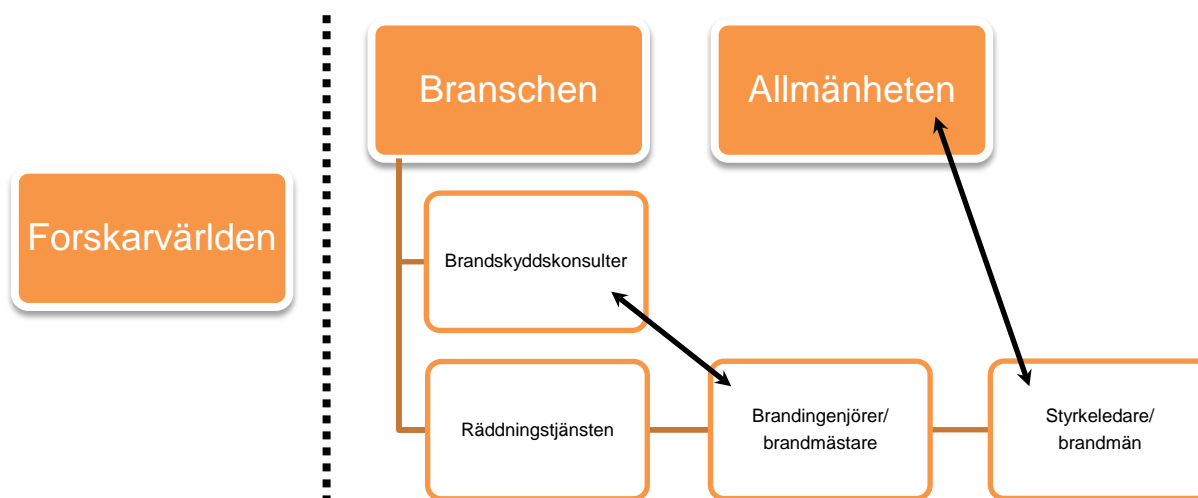 Branschen
Allmänheten
Forskarvärlden
Brandskyddskonsulter
Räddningstjänsten
Brandingenjörer/
brandmästare
Styrkeledare/
brandmän